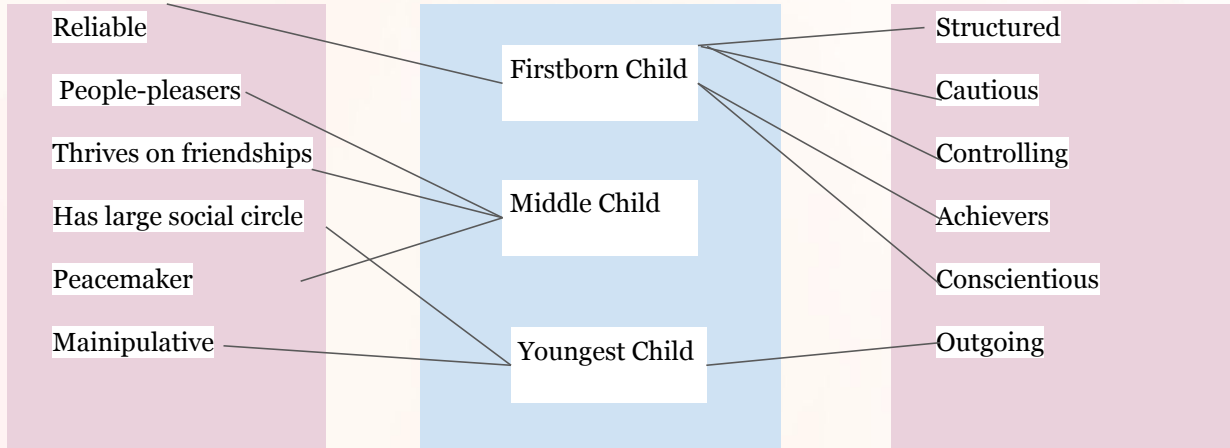 Reliable
People-pleasers
Thrives on friendships
Has large social circle
Peacemaker
Mainipulative
Firstborn Child
Middle Child
Youngest Child
Structured
Cautious
Controlling
Achievers
Conscientious
Outgoing